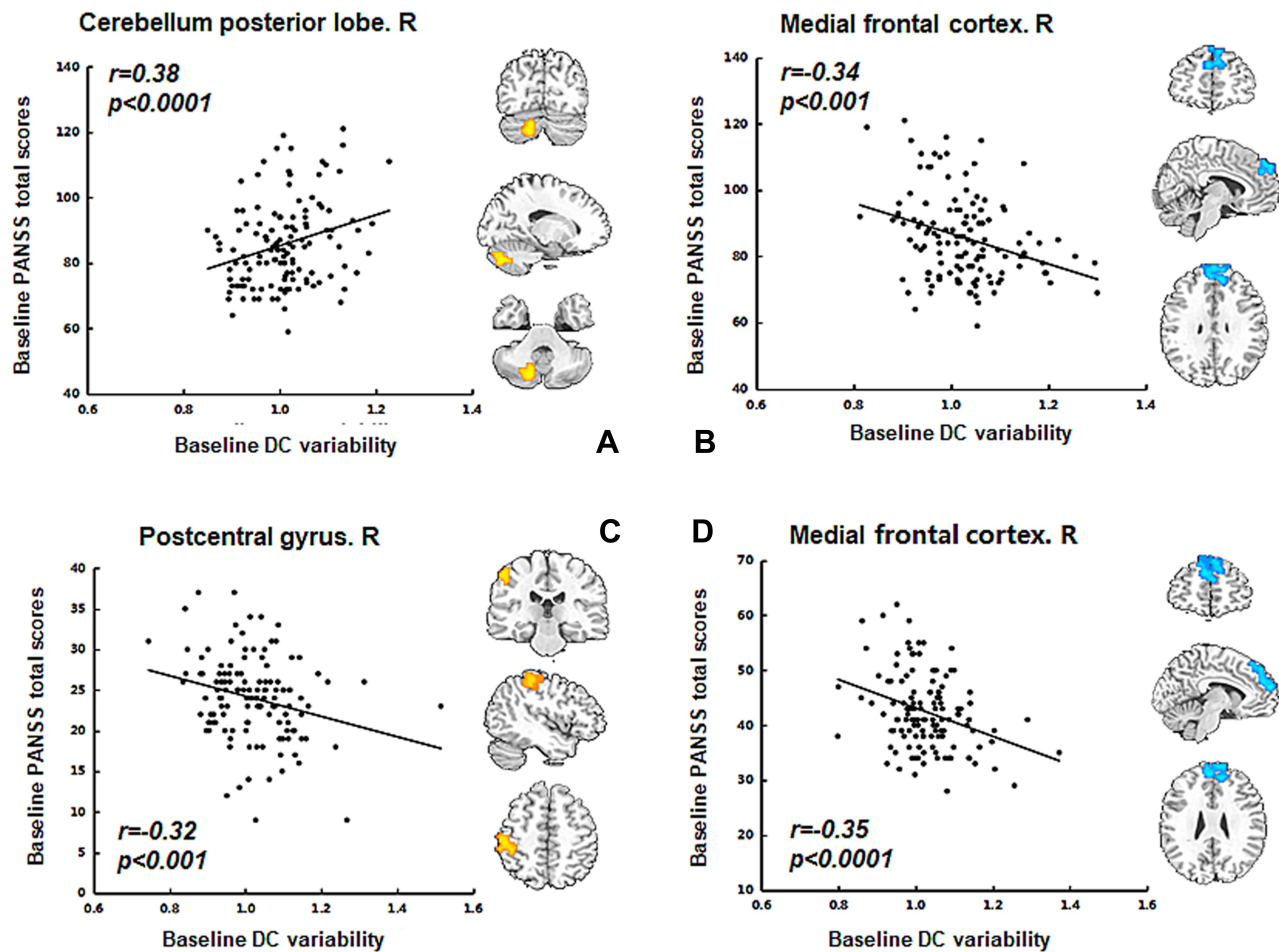 Cerebellum posterior lobe. R
r=0.38
p<0.0001
Baseline PANSS total scores
140
120
100
80
60
40
0.6 0.8 1.0 1.2 1.4
Baseline DC variability
A
Medial frontal cortex. R
r=-0.34
p<0.001
Baseline PANSS total scores
140
120
100
80
60
40
0.6 0.8 1.0 1.2 1.4
Baseline DC variability
B
Postcentral gyrus. R
C
Baseline PANSS total scores
40
35
30
25
20
15
10
5
0
r=-0.32
p<0.001
0.6 0.8 1.0 1.2 1.4 1.6
Baseline DC variability
D
Medial frontal cortex. R
Baseline PANSS total scores
70
60
50
40
30
20
10
r=-0.35
p<0.0001
0.6 0.8 1.0 1.2 1.4 1.6
Baseline DC variability